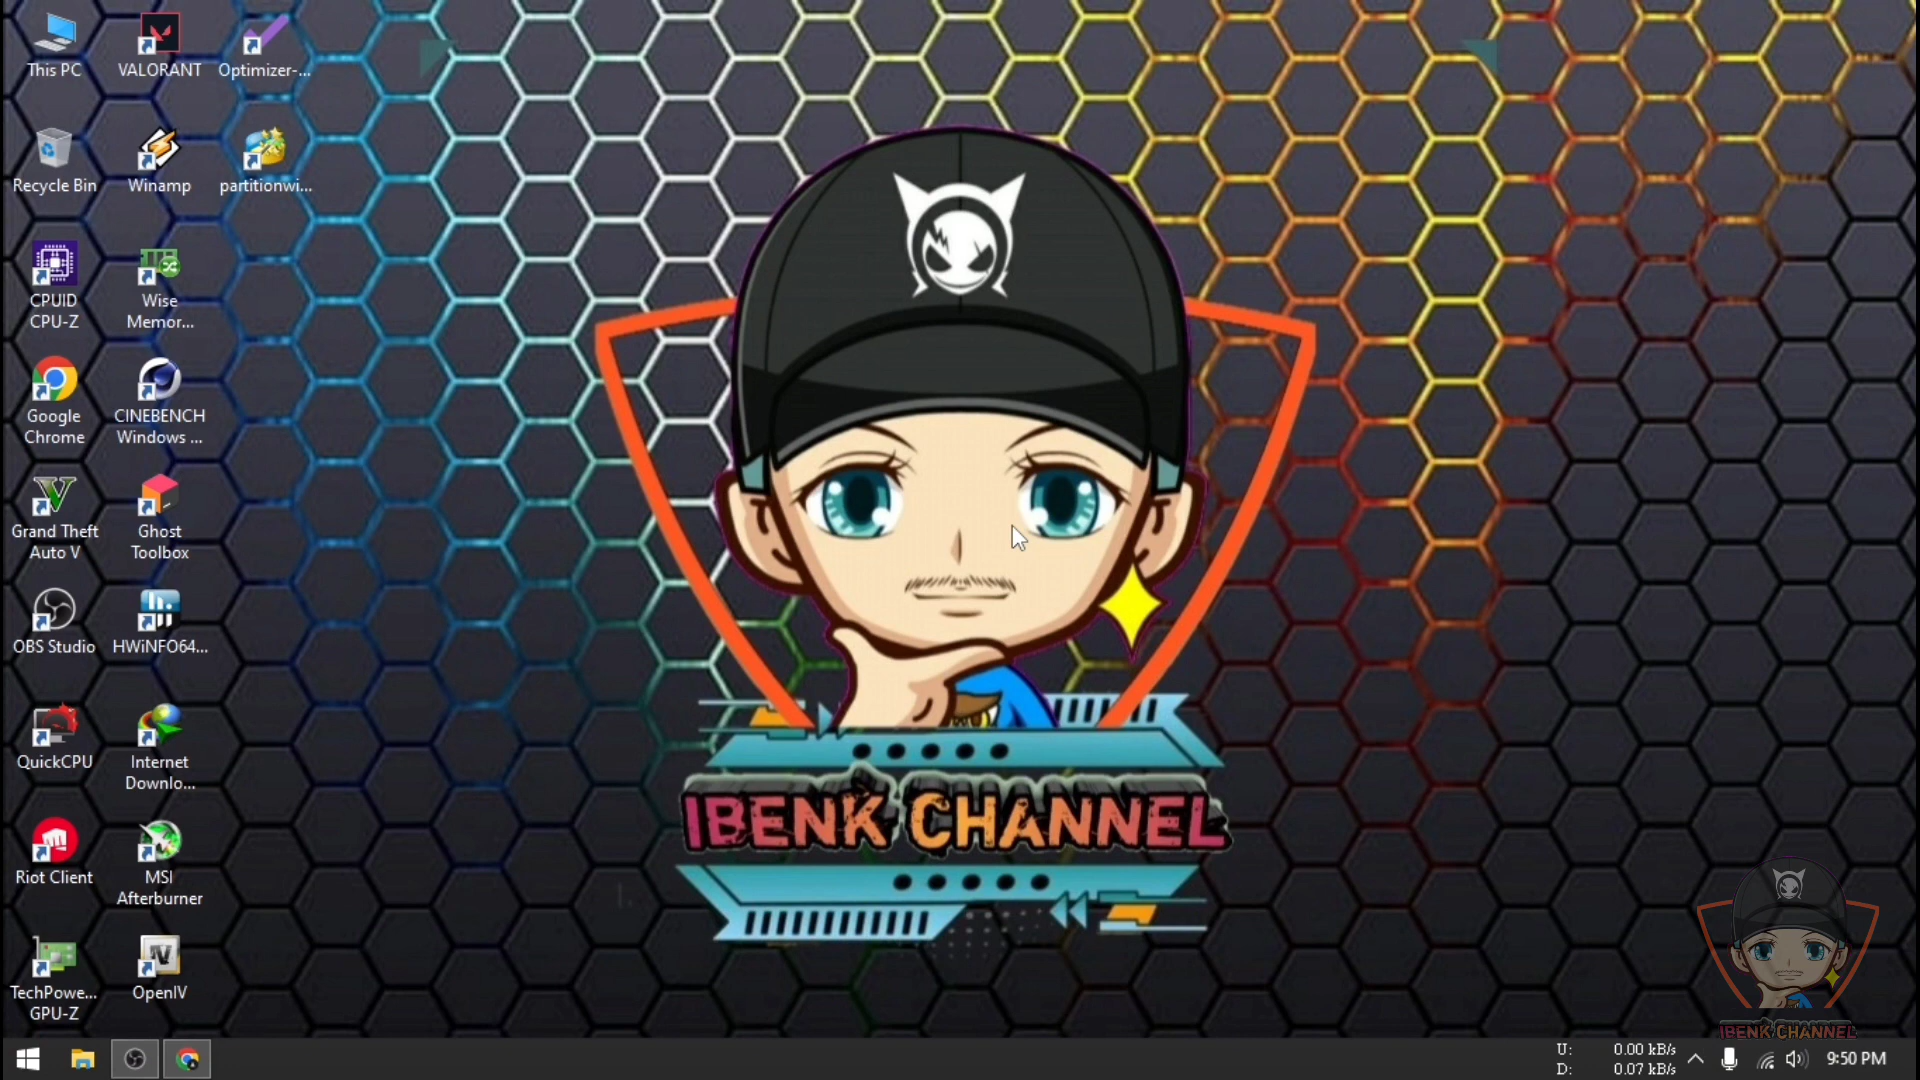 This PC
VALORANT
Optimizer-...
Recycle Bin
Winamp
partitionwi...
CPUID
CPU-Z
Wise
Memor...
Google
Chrome
CINEBENCH
Windows ...
Grand Theft
Auto V
Ghost
Toolbox
OBS Studio
HWiNFO64...
QuickCPU
Internet
Downlo...
Riot Client
MSI
Afterburner
TechPowe...
GPU-Z
OpenIV
IBENK CHANNEL
IBENK CHANNEL
U: 0.00 kB/s
D: 0.07 kB/s
9:50 PM